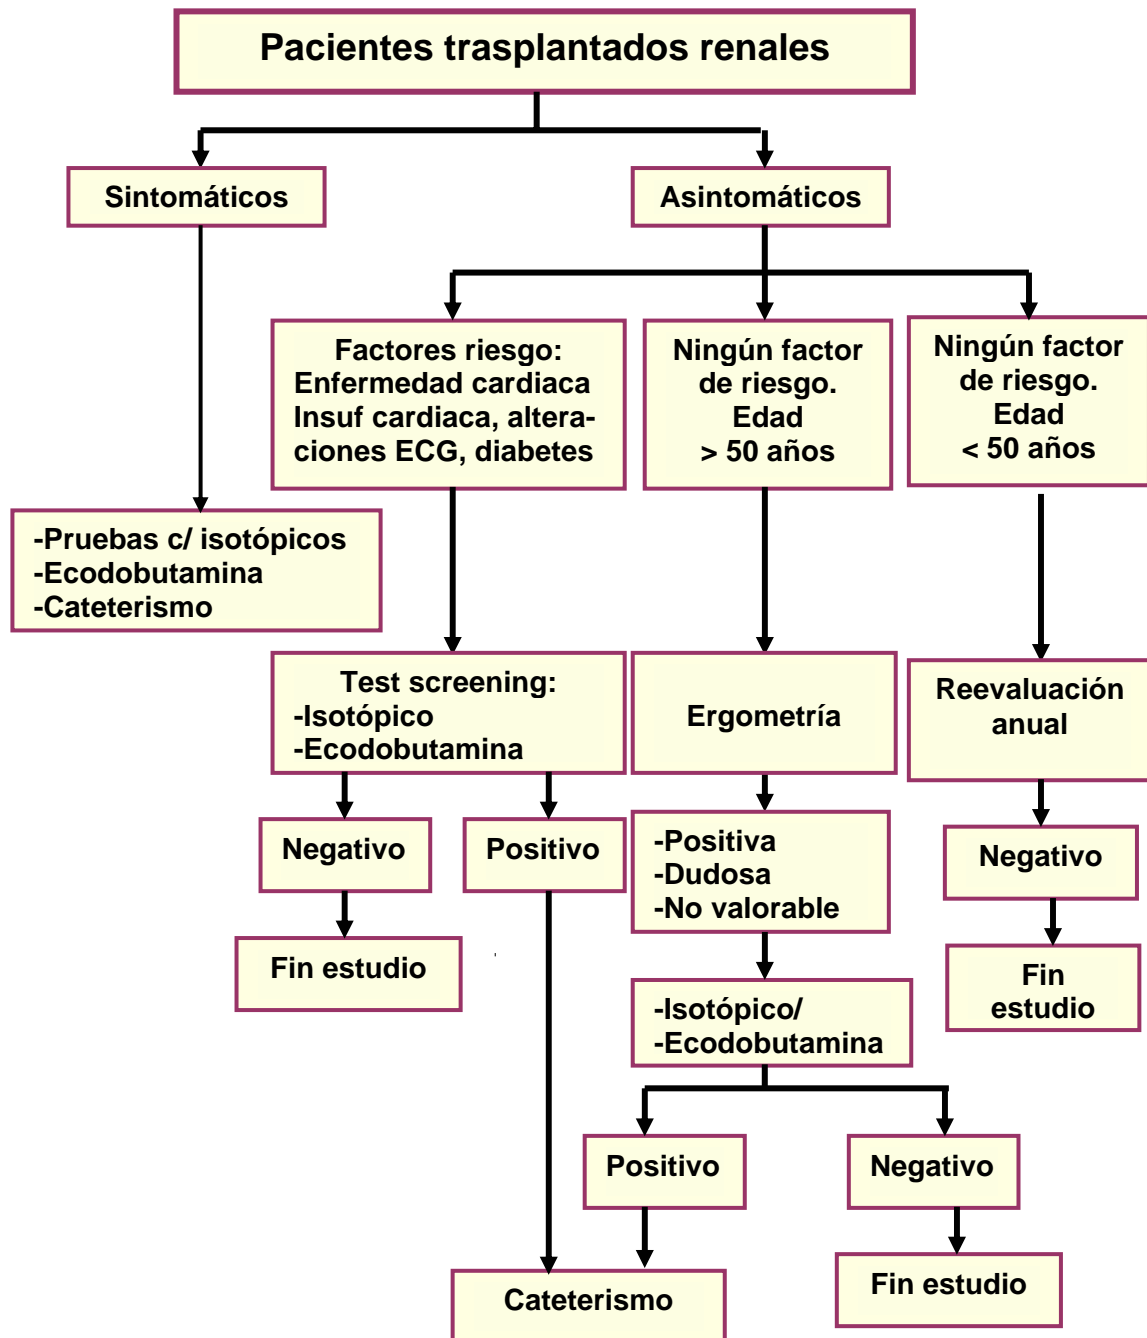 Pacientes trasplantados renales
Sintomáticos
Asintomáticos
Factores riesgo:
Enfermedad cardiaca
Insuf cardiaca, altera-
ciones ECG, diabetes
Ningún factor
de riesgo.
Edad
> 50 años
Ningún factor
de riesgo.
Edad
< 50 años
-Pruebas c/ isotópicos
-Ecodobutamina
-Cateterismo
Test screening:
-Isotópico
-Ecodobutamina
Ergometría
Reevaluación
anual
Negativo
Positivo
-Positiva
-Dudosa
-No valorable
Negativo
Fin estudio
-Isotópico/
-Ecodobutamina
Fin
estudio
Positivo
Negativo
Cateterismo
Fin estudio